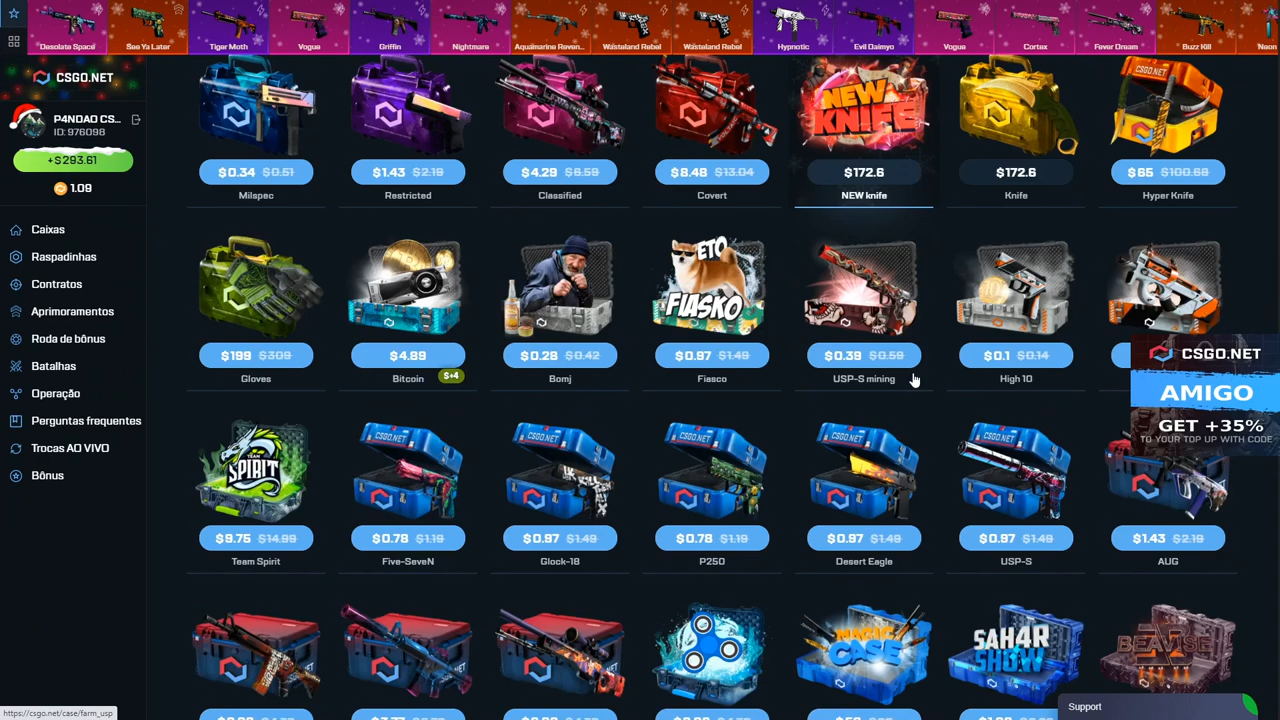 Desolate Space
See Ya Later
Tiger Moth
Vogue
Griffin
Nightmare
Aquamarine Reven...
Wasteland Rebel
Wasteland Rebel
Hypnotic
Evil Daimyo
Vogue
Cortex
Fever Dream
Buzz Kill
Neon
CSGO.NET
P4NDAO CS...
ID: 976098
+$293.61
1.09
Caixas
Raspadinhas
Contratos
Aprimoramentos
Roda de bônus
Batalhas
Operação
Perguntas frequentes
Trocas AO VIVO
Bônus
NEW KNIFE
CSGO.NET
$0.34 $0.51
$1.43 $2.19
$4.29 $6.59
$8.48 $13.04
$172.6
$172.6
$65 $100.68
Milspec
Restricted
Classified
Covert
NEW knife
Knife
Hyper Knife
ETO FIASKO
$199 $309
$4.89
$0.28 $0.42
$0.97 $1.49
$0.39 $0.59
$0.1 $0.14
Gloves
Bitcoin
$+4
Bomj
Fiasco
USP-S mining
High 10
CSGO.NET
AMIGO
GET +35%
TO YOUR TOP UP WITH CODE
TEAM SPIRIT
CSGO.NET
CSGO.NET
CSGO.NET
CSGO.NET
CSGO.NET
$9.75 $14.99
$0.78 $1.19
$0.97 $1.49
$0.78 $1.19
$0.97 $1.49
$0.97 $1.49
$1.43 $2.19
Team Spirit
Five-SeveN
Glock-18
P250
Desert Eagle
USP-S
AUG
MAGIC CASE
SAH4R SHOW
BEAVISE
Support
https://csgo.net/case/farm_usp